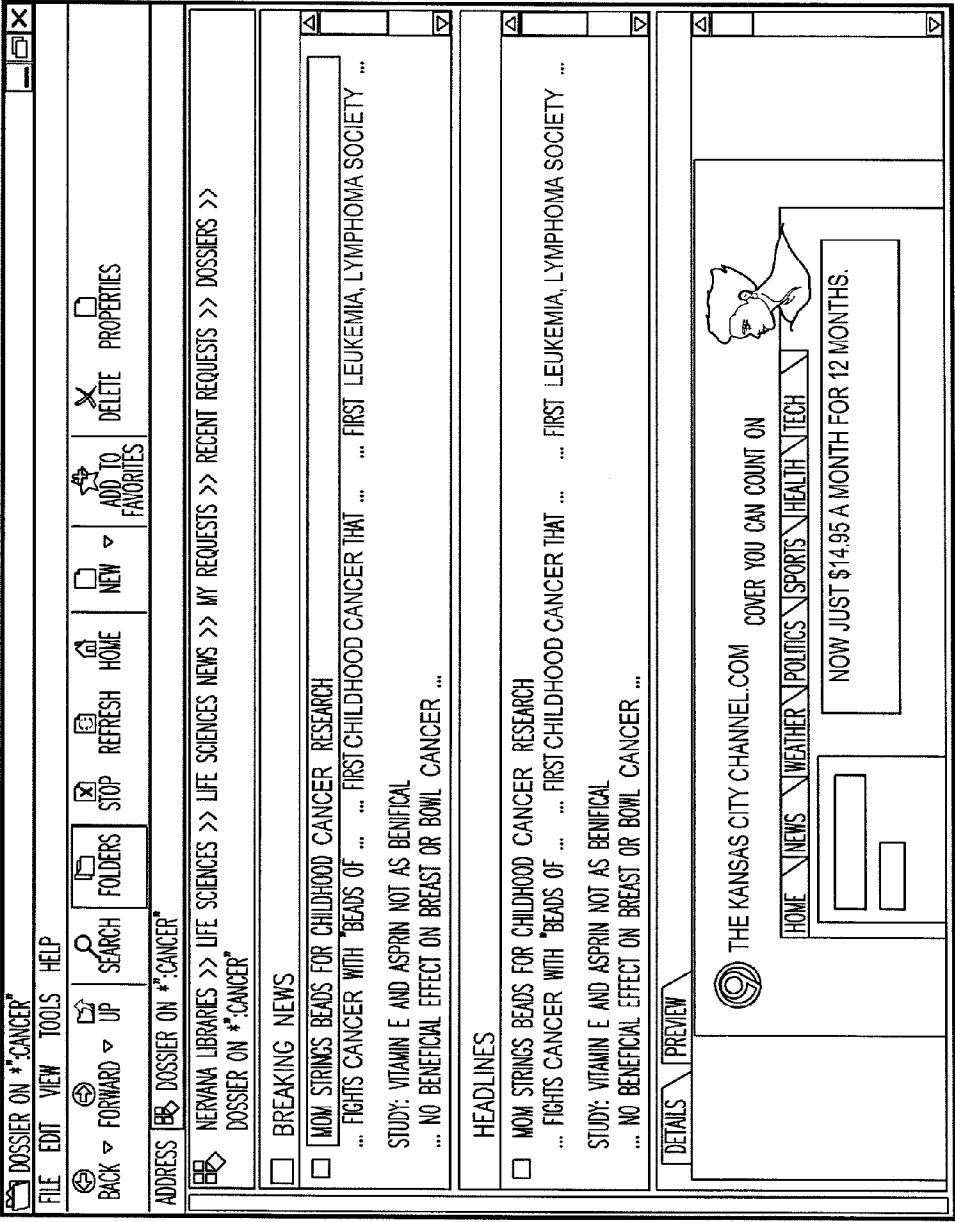 DOSSIER ON *":CANCER"
FILE EDIT VIEW TOOLS HELP
BACK FORWARD UP SEARCH FOLDERS STOP REFRESH HOME NEW ADD TO FAVORITES DELETE PROPERTIES
ADDRESS DOSSIER ON *":CANCER"
NERVANA LIBRARIES >> LIFE SCIENCES >> LIFE SCIENCES NEWS >> MY REQUESTS >> RECENT REQUESTS >> DOSSIERS >>
DOSSIER ON *":CANCER"
BREAKING NEWS
MOM STRINGS BEADS FOR CHILDHOOD CANCER RESEARCH
... FIGHTS CANCER WITH "BEADS OF ... ... FIRST CHILDHOOD CANCER THAT ... ... FIRST LEUKEMIA, LYMPHOMA SOCIETY ...
STUDY: VITAMIN E AND ASPRIN NOT AS BENIFICAL
... NO BENEFICIAL EFFECT ON BREAST OR BOWL CANCER ...
HEADLINES
MOM STRINGS BEADS FOR CHILDHOOD CANCER RESEARCH
... FIGHTS CANCER WITH "BEADS OF ... ... FIRST CHILDHOOD CANCER THAT ... ... FIRST LEUKEMIA, LYMPHOMA SOCIETY ...
STUDY: VITAMIN E AND ASPRIN NOT AS BENIFICAL
... NO BENEFICIAL EFFECT ON BREAST OR BOWL CANCER ...
DETAILS PREVIEW
9 THE KANSAS CITY CHANNEL.COM COVER YOU CAN COUNT ON
HOME NEWS WEATHER POLITICS SPORTS HEALTH TECH
NOW JUST $14.95 A MONTH FOR 12 MONTHS.